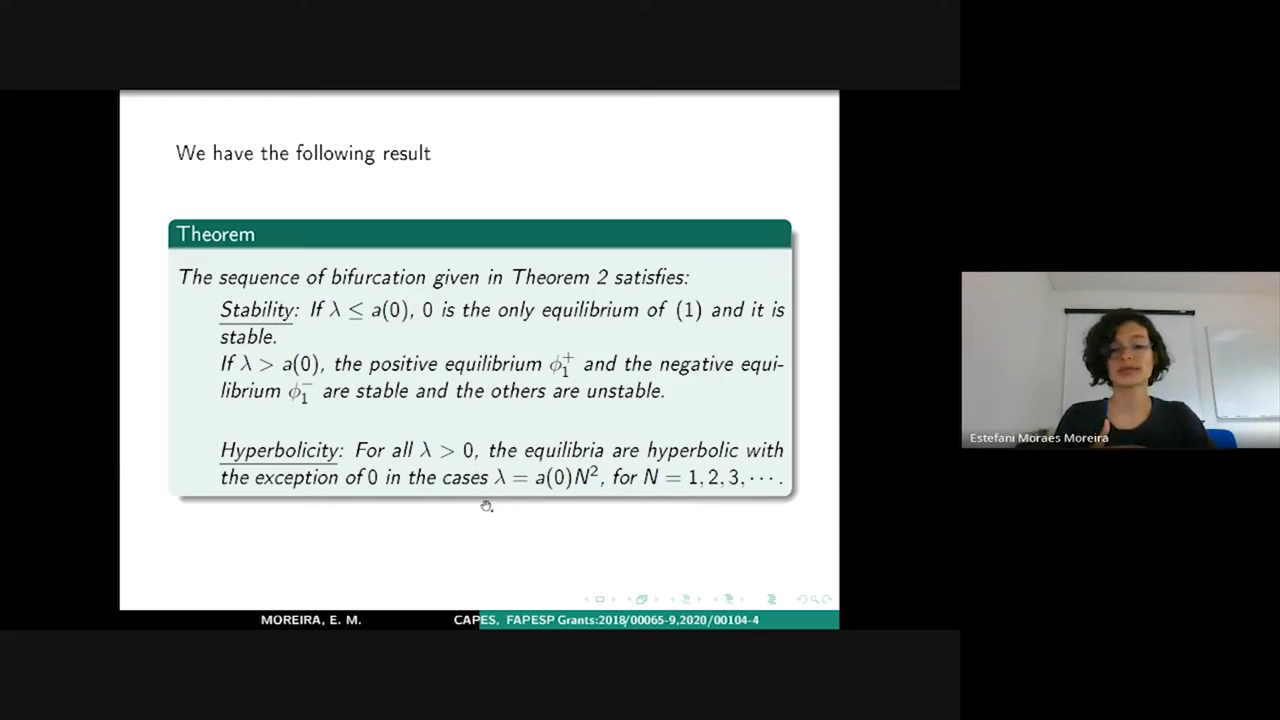 We have the following result
Theorem
The sequence of bifurcation given in Theorem 2 satisfies:
Stability: If λ ≤ a(0), 0 is the only equilibrium of (1) and it is
stable.
If λ > a(0), the positive equilibrium ϕ₁⁺ and the negative equi-
librium ϕ₁⁻ are stable and the others are unstable.
Hyperbolicity: For all λ > 0, the equilibria are hyperbolic with
the exception of 0 in the cases λ = a(0)N², for N = 1, 2, 3, ⋯.
MOREIRA, E. M. CAPES, FAPESP Grants:2018/00065-9,2020/00104-4
Estefani Moraes Moreira